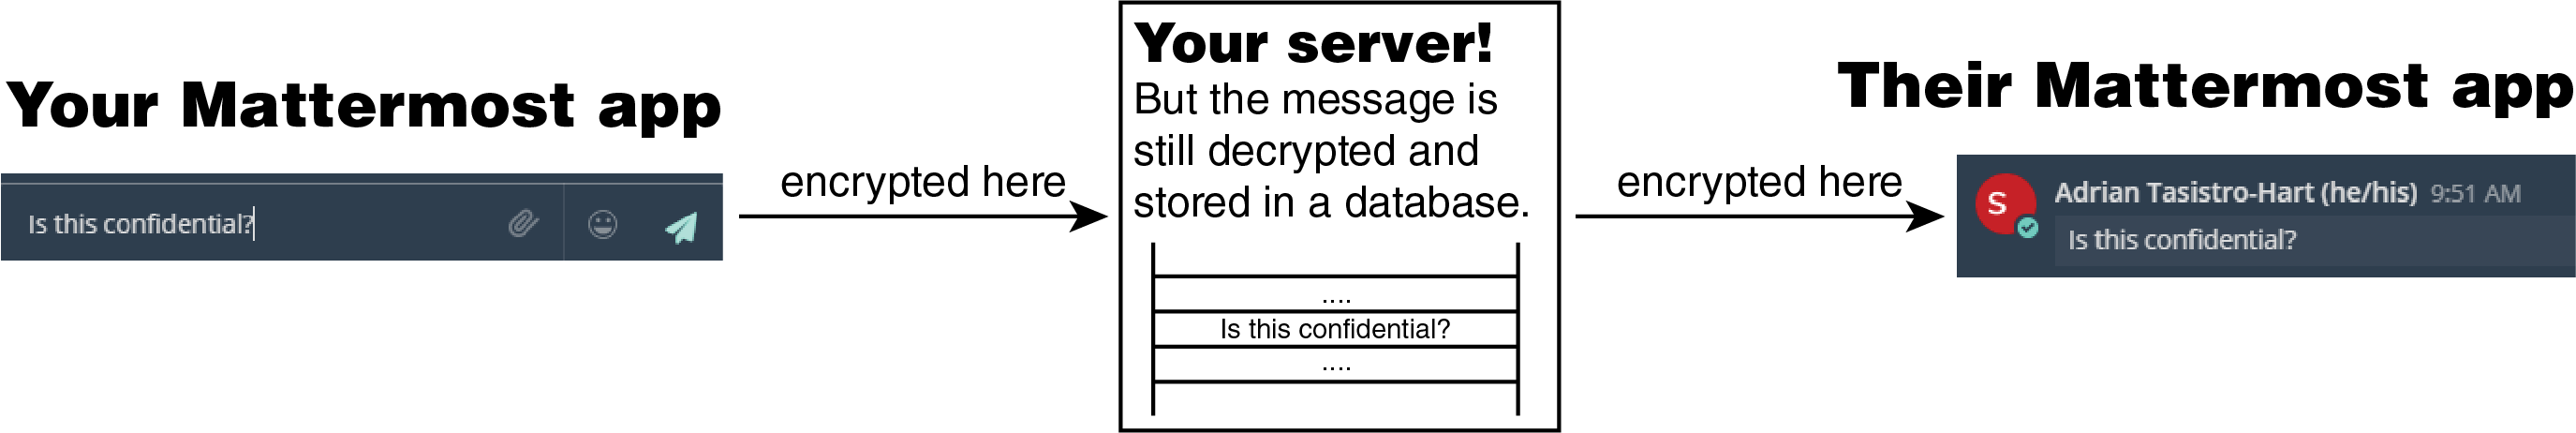 Your Mattermost app
Is this confidential?
encrypted here
Your server!
But the message is
still decrypted and
stored in a database.
....
Is this confidential?
....
encrypted here
Their Mattermost app
S
Adrian Tasistro-Hart (he/his) 9:51 AM
Is this confidential?